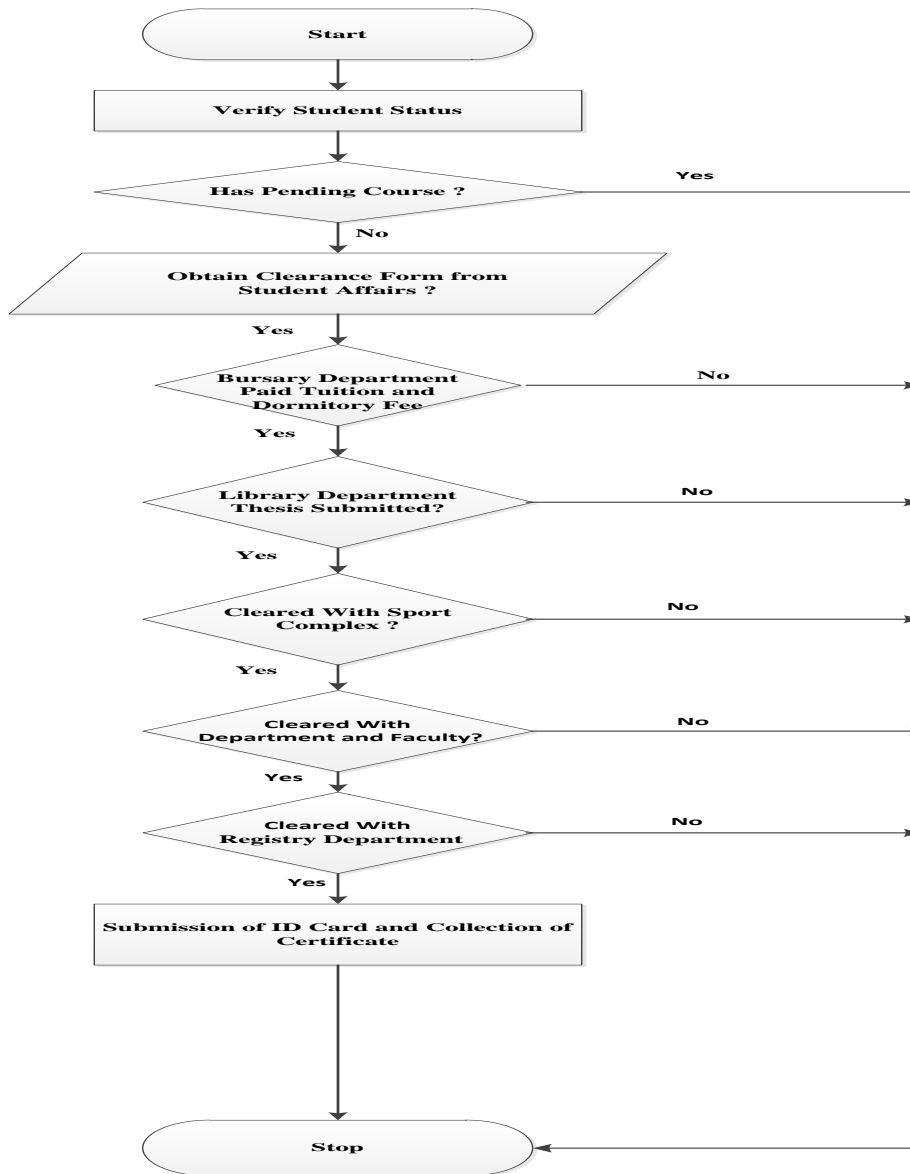 Start
Verify Student Status
Has Pending Course ?
Yes
No
Obtain Clearance Form from
Student Affairs ?
Yes
Bursary Department
Paid Tuition and
Dormitory Fee
No
Yes
Library Department
Thesis Submitted?
No
Yes
Cleared With Sport
Complex ?
No
Yes
Cleared With
Department and Faculty?
No
Yes
Cleared With
Registry Department
No
Yes
Submission of ID Card and Collection of
Certificate
Stop